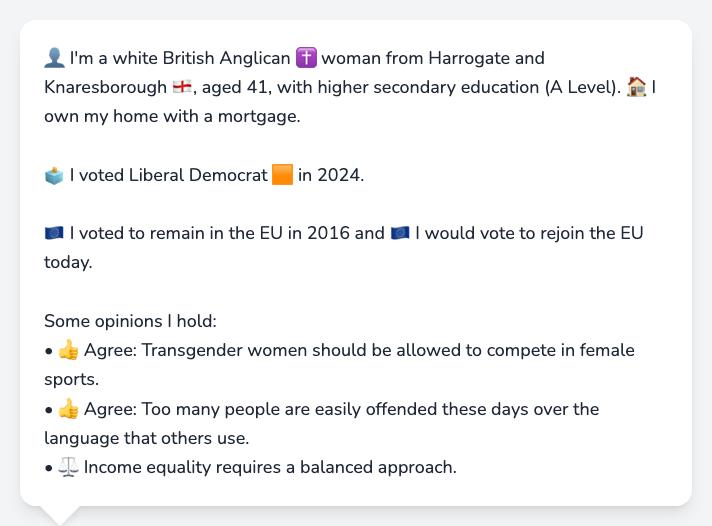 👤 I'm a white British Anglican ✝️ woman from Harrogate and
Knaresborough 🏴󠁧󠁢󠁥󠁮󠁧󠁿, aged 41, with higher secondary education (A Level). 🏠 I
own my home with a mortgage.
🗳️ I voted Liberal Democrat 🟧 in 2024.
🇪🇺 I voted to remain in the EU in 2016 and 🇪🇺 I would vote to rejoin the EU
today.
Some opinions I hold:
• 👍 Agree: Transgender women should be allowed to compete in female
sports.
• 👍 Agree: Too many people are easily offended these days over the
language that others use.
• ⚖️ Income equality requires a balanced approach.